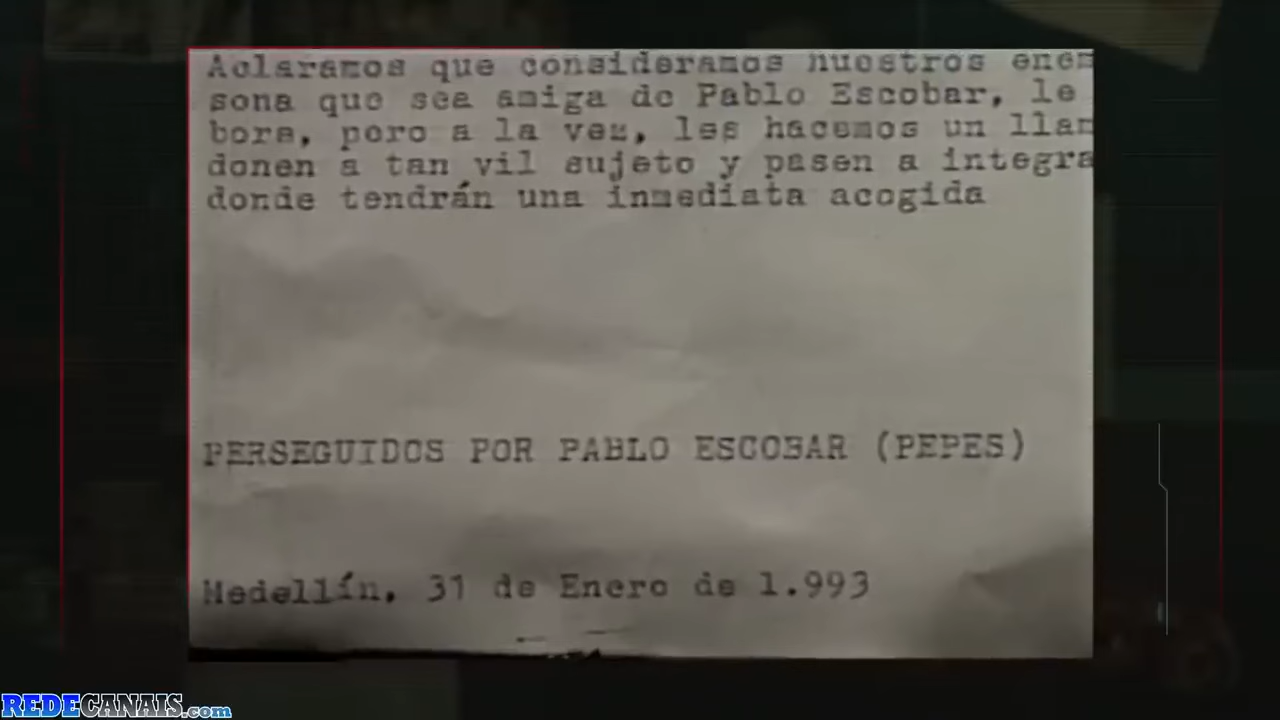 Aclaramos que consideramos nuestros enem
sona que sea amiga de Pablo Escobar, le
bore, pero a la vez, les hacemos un llam
donen a tan vil sujeto y pasen a integra
donde tendrán una inmediata acogida
PERSEGUIDOS POR PABLO ESCOBAR (PEPES)
Medellín, 31 de Enero de 1.993
REDECANAIS.com